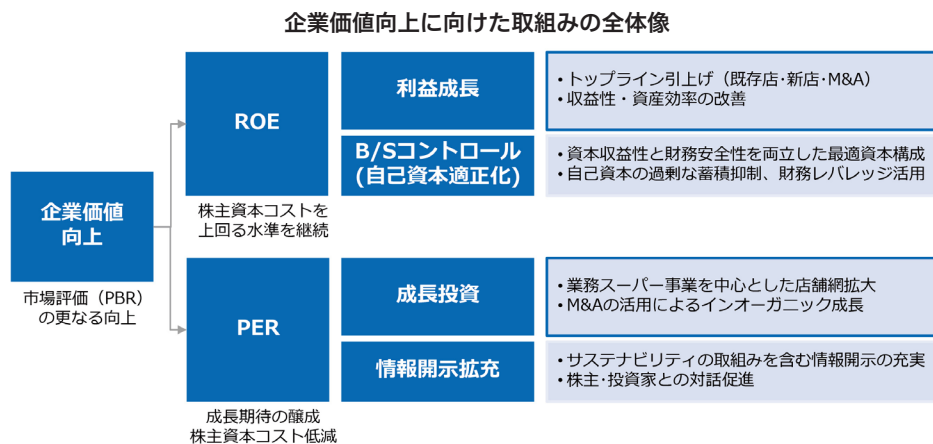 企業価値向上に向けた取組みの全体像
企業価値
向上
市場評価（PBR）
の更なる向上
ROE
株主資本コストを
上回る水準を継続
利益成長
・トップライン引上げ（既存店・新店・M&A）
・収益性・資産効率の改善
B/Sコントロール
(自己資本適正化)
・資本収益性と財務安全性を両立した最適資本構成
・自己資本の過剰な蓄積抑制、財務レバレッジ活用
PER
成長期待の醸成
株主資本コスト低減
成長投資
・業務スーパー事業を中心とした店舗網拡大
・M&Aの活用によるインオーガニック成長
情報開示拡充
・サステナビリティの取組みを含む情報開示の充実
・株主・投資家との対話促進